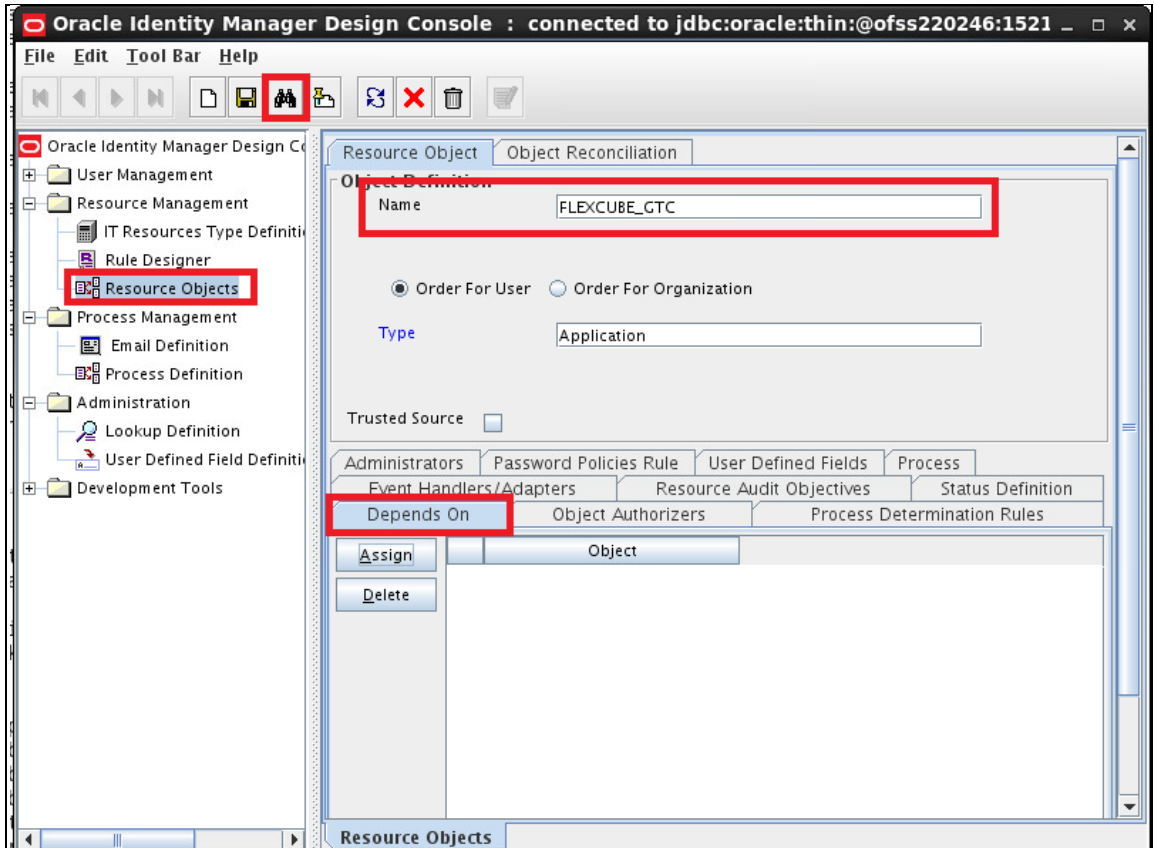 Oracle Identity Manager Design Console : connected to jdbc:oracle:thin:@ofss220246:1521
File Edit Tool Bar Help
Oracle Identity Manager Design Co
User Management
Resource Management
IT Resources Type Definiti
Rule Designer
Resource Objects
Process Management
Email Definition
Process Definition
Administration
Lookup Definition
User Defined Field Definiti
Development Tools
Resource Object Object Reconciliation
Object Definition
Name FLEXCUBE_GTC
Order For User Order For Organization
Type Application
Trusted Source
Administrators Password Policies Rule User Defined Fields Process
Event Handlers/Adapters Resource Audit Objectives Status Definition
Depends On Object Authorizers Process Determination Rules
Assign Object
Delete
Resource Objects